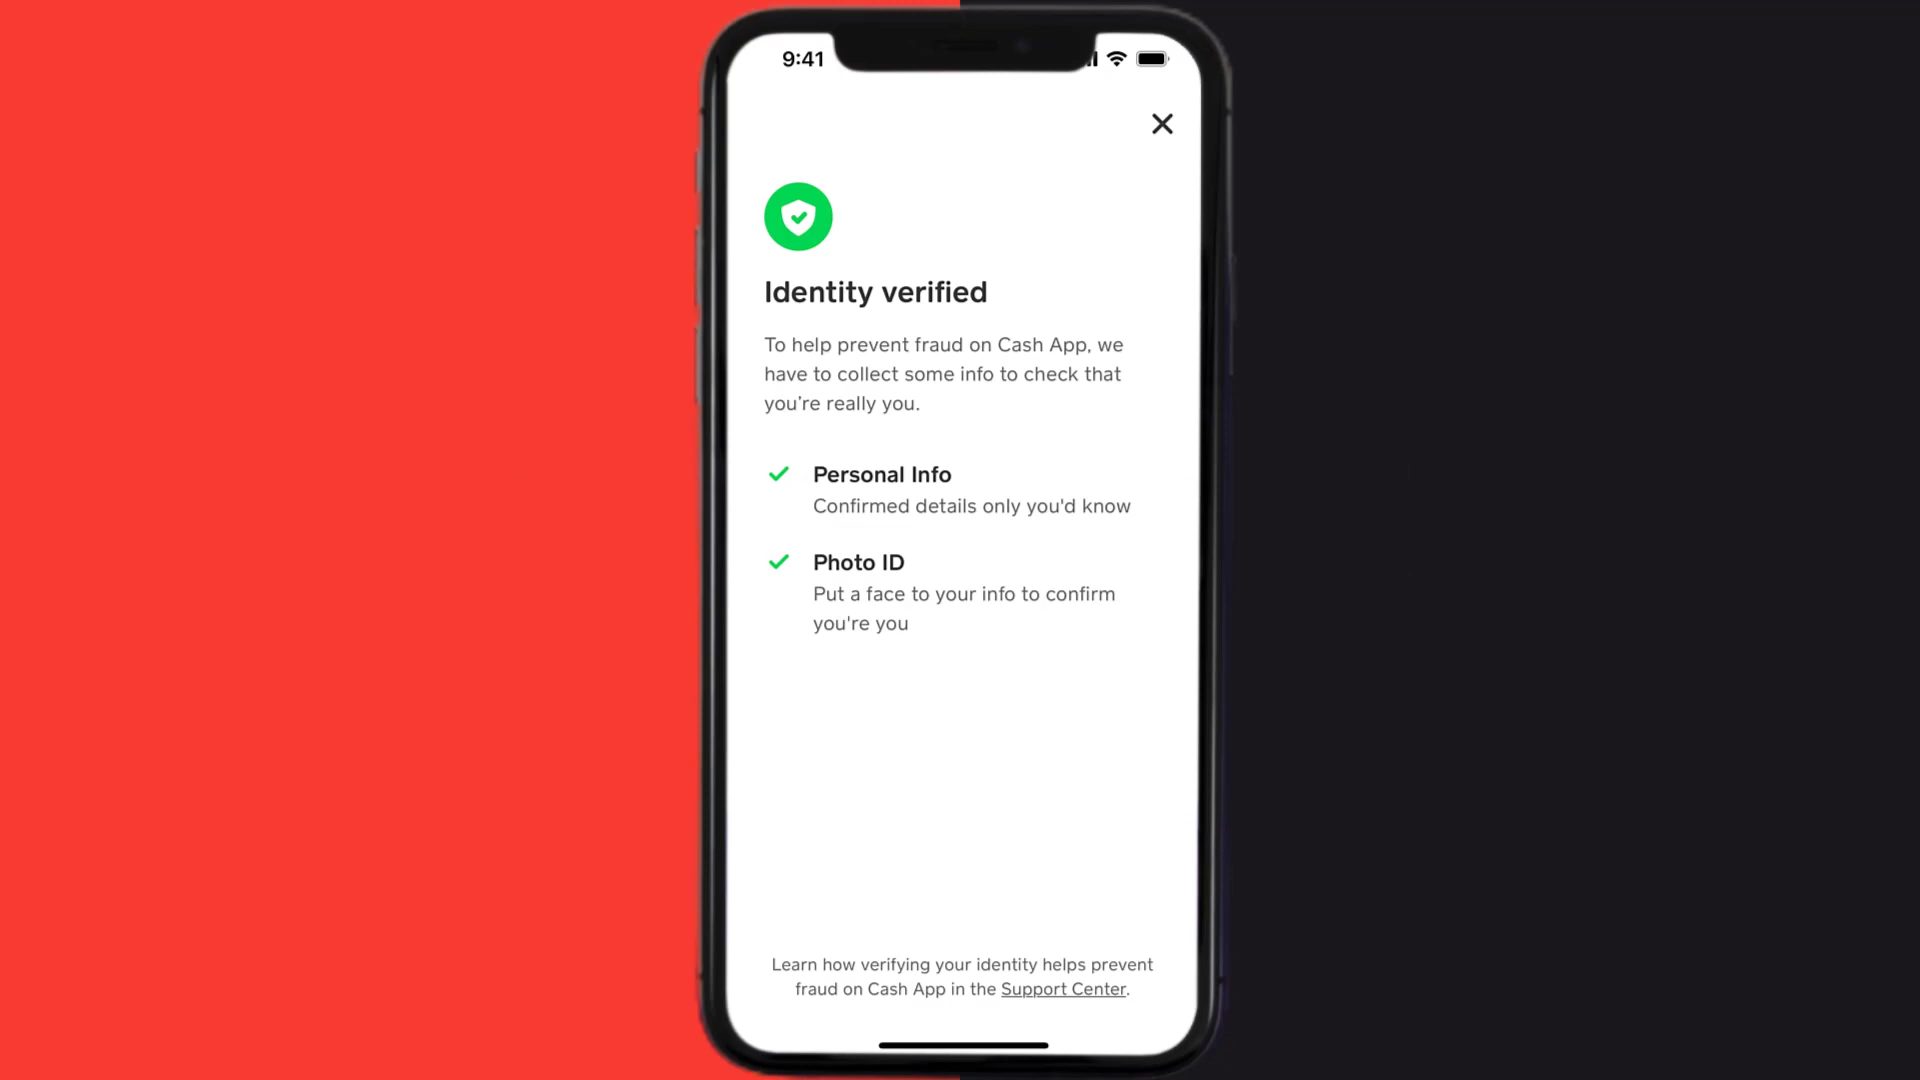 9:41
Identity verified
To help prevent fraud on Cash App, we
have to collect some info to check that
you’re really you.
Personal Info
Confirmed details only you'd know
Photo ID
Put a face to your info to confirm
you're you
Learn how verifying your identity helps prevent
fraud on Cash App in the Support Center.